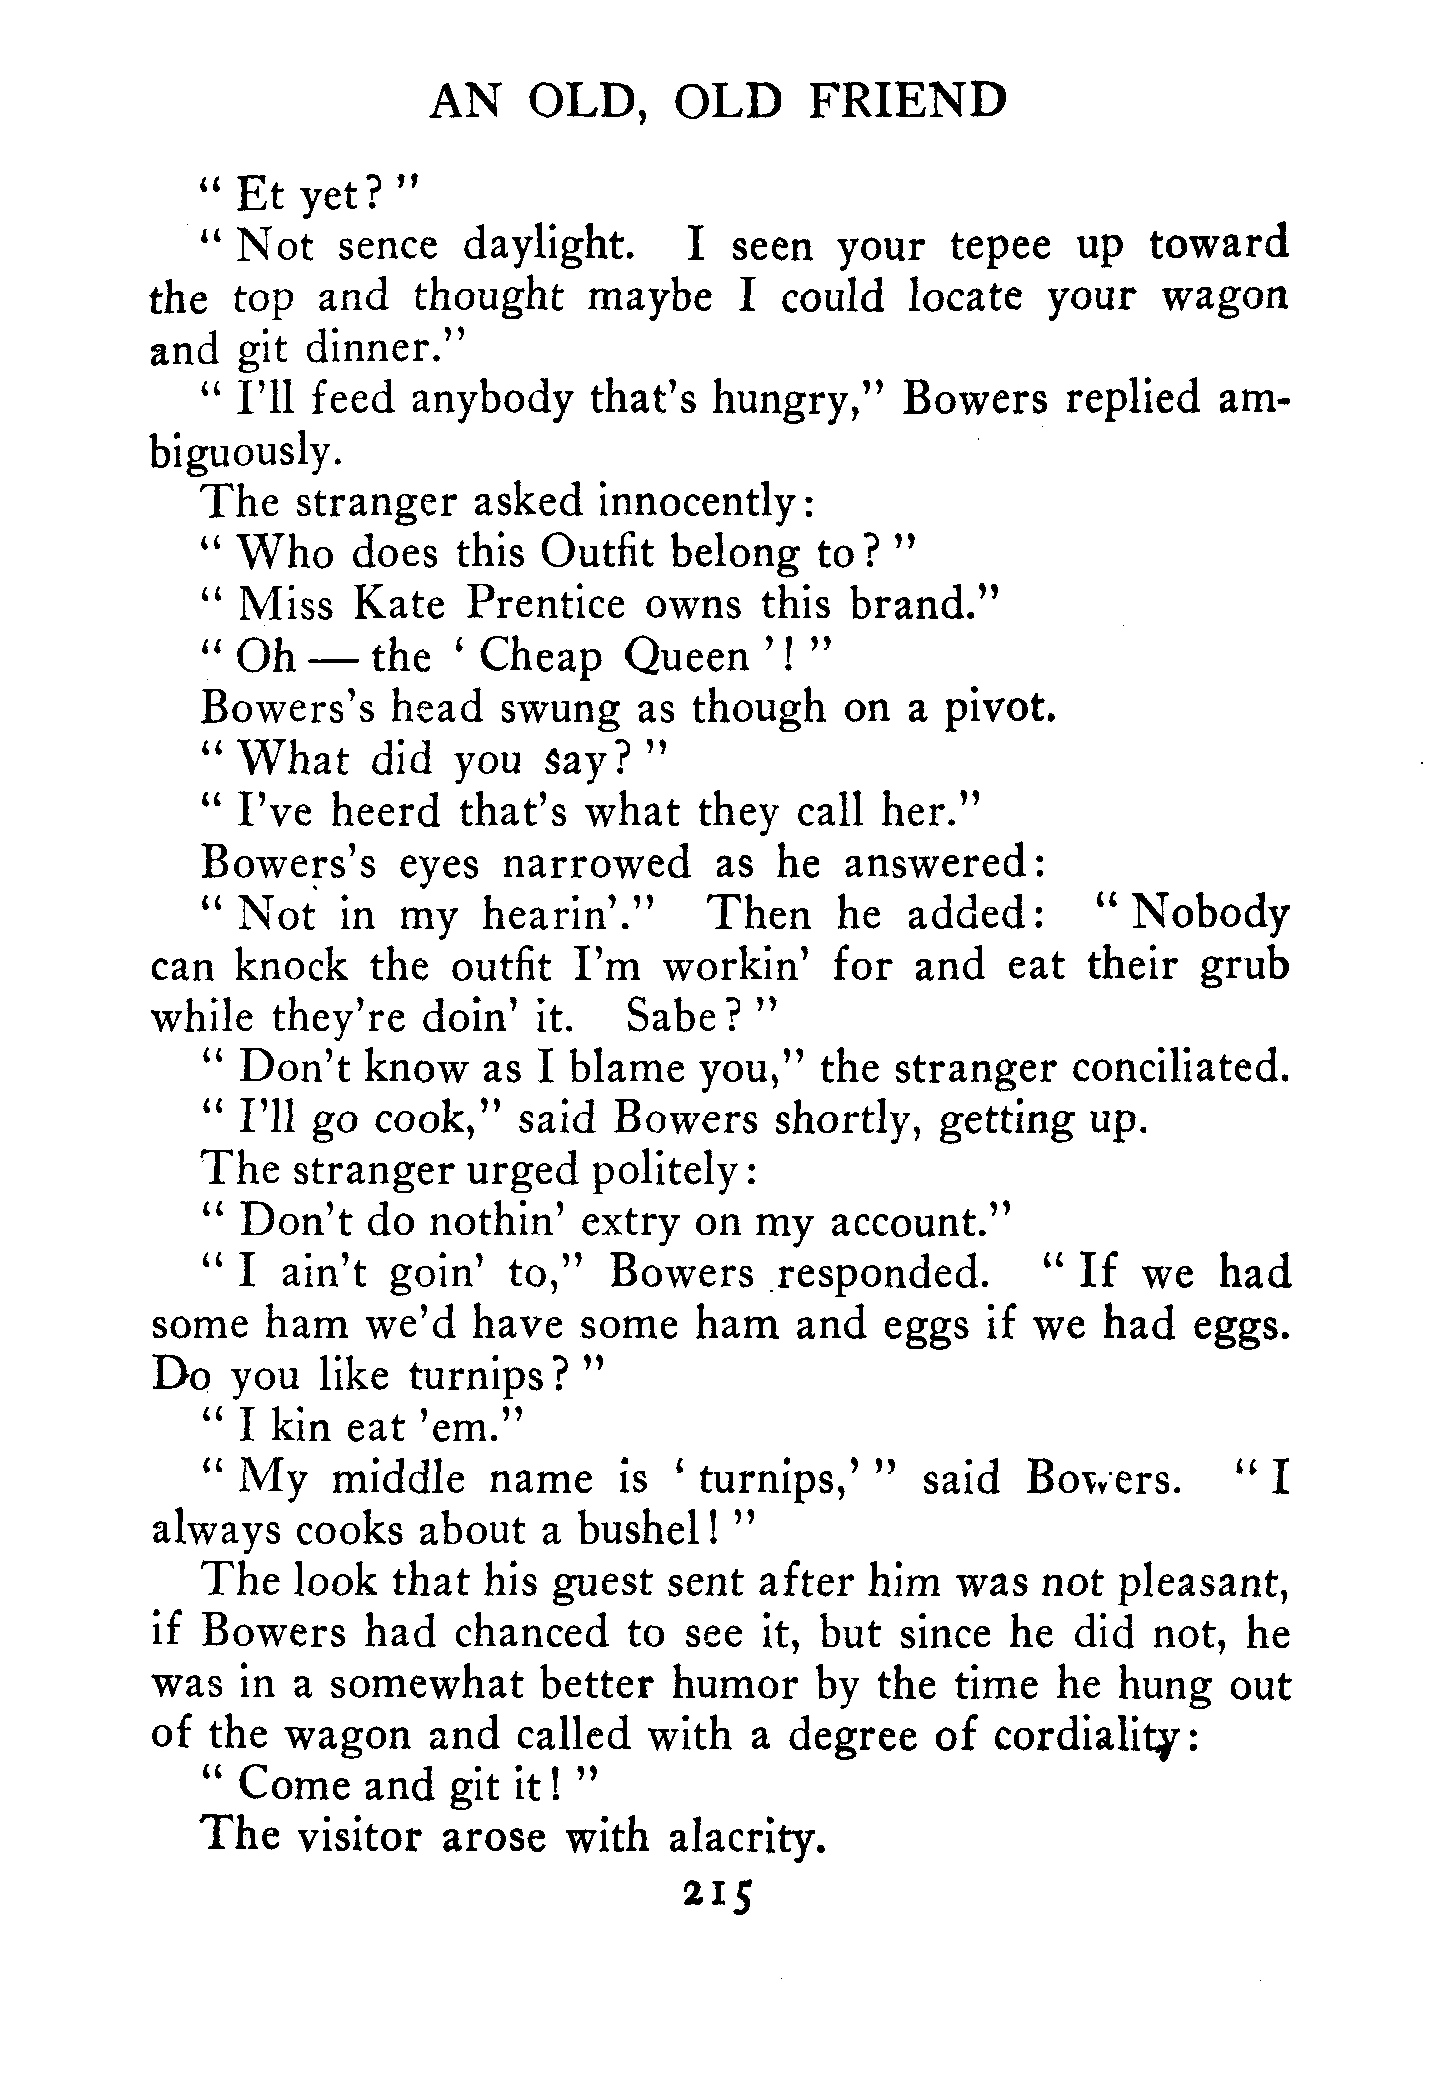 AN OLD, OLD FRIEND
“ Et yet? ”
“ Not sence daylight. I seen your tepee up toward
the top and thought maybe I could locate your wagon
and git dinner.”
“ I’ll feed anybody that’s hungry,” Bowers replied am-
biguously.
The stranger asked innocently:
“ Who does this Outfit belong to? ”
“ Miss Kate Prentice owns this brand.”
“ Oh — the ‘ Cheap Queen ’! ”
Bowers’s head swung as though on a pivot.
“ What did you say? ”
“ I’ve heerd that’s what they call her.”
Bowers’s eyes narrowed as he answered:
“ Not in my hearin’.” Then he added: “ Nobody
can knock the outfit I’m workin’ for and eat their grub
while they’re doin’ it. Sabe? ”
“ Don’t know as I blame you,” the stranger conciliated.
“ I’ll go cook,” said Bowers shortly, getting up.
The stranger urged politely:
“ Don’t do nothin’ extry on my account.”
“ I ain’t goin’ to,” Bowers responded. “ If we had
some ham we’d have some ham and eggs if we had eggs.
Do you like turnips? ”
“ I kin eat ’em.”
“ My middle name is ‘ turnips,’ ” said Bowers. “ I
always cooks about a bushel! ”
The look that his guest sent after him was not pleasant,
if Bowers had chanced to see it, but since he did not, he
was in a somewhat better humor by the time he hung out
of the wagon and called with a degree of cordiality:
“ Come and git it! ”
The visitor arose with alacrity.
215